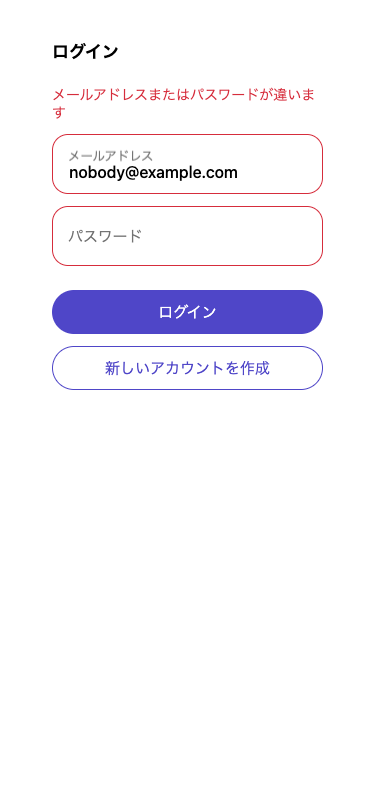 ログイン
メールアドレスまたはパスワードが違いま
す
メールアドレス
nobody@example.com
パスワード
ログイン
新しいアカウントを作成